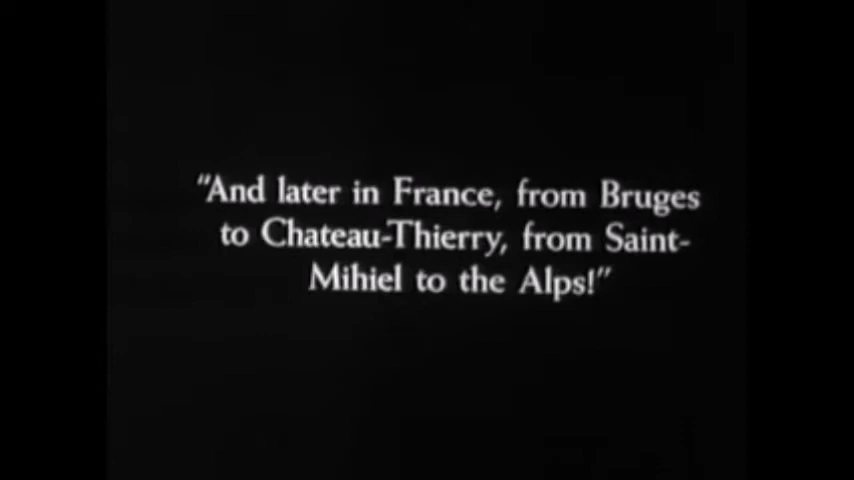 "And later in France, from Bruges
to Chateau-Thierry, from Saint-
Mihiel to the Alps!"